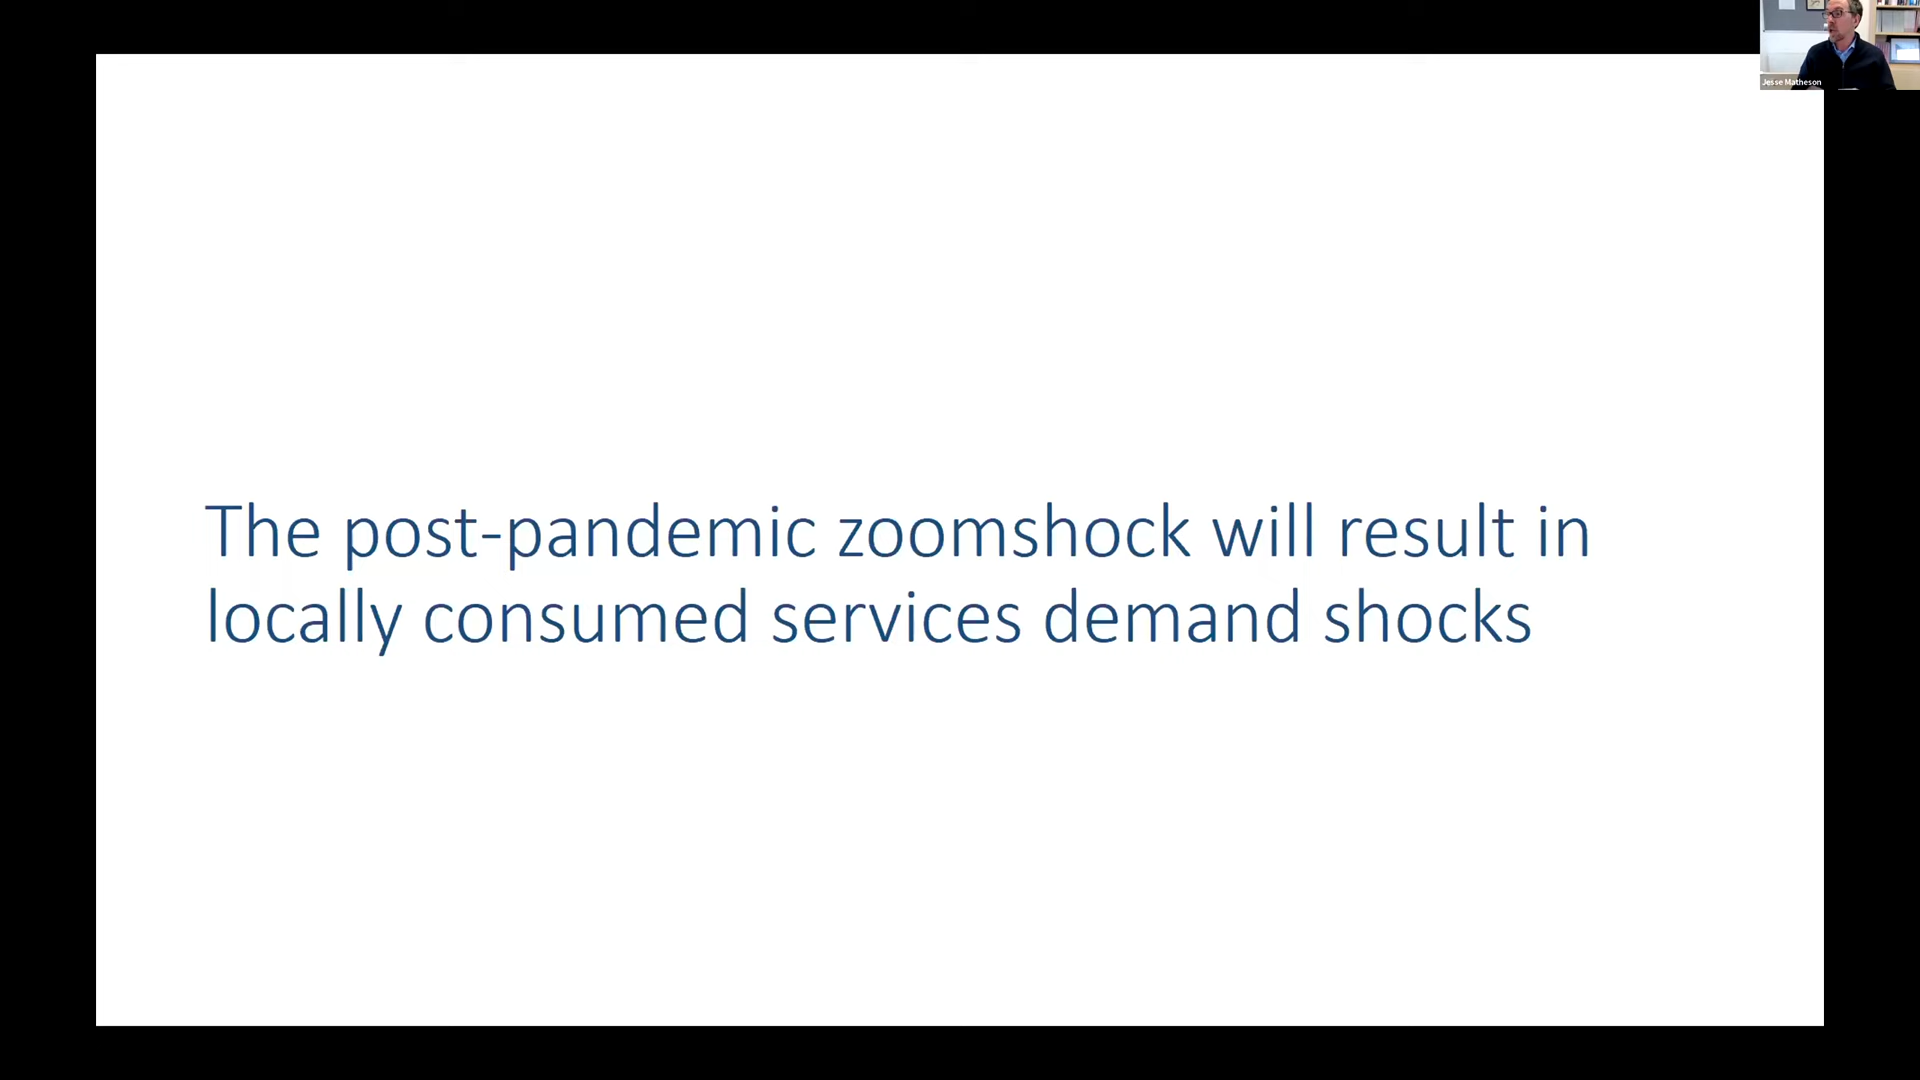 Jesse Matheson
The post-pandemic zoomshock will result in
locally consumed services demand shocks